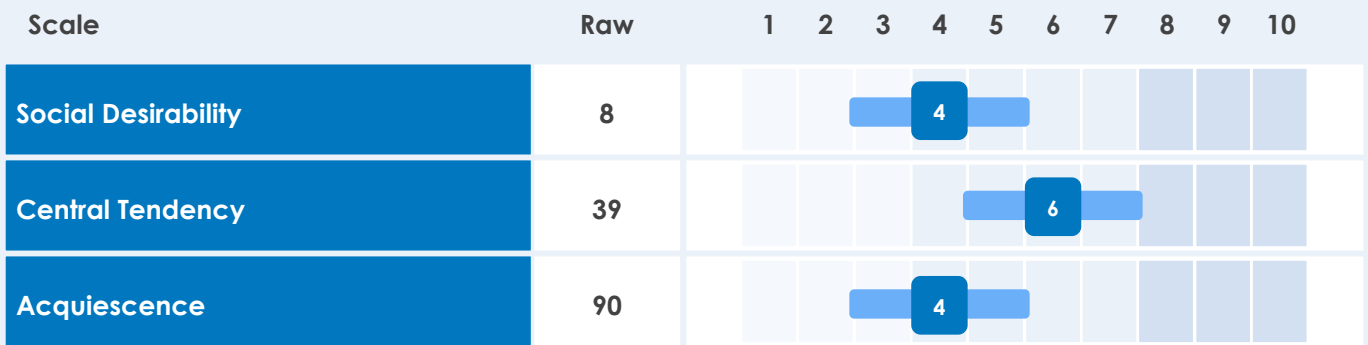 Scale Raw 1 2 3 4 5 6 7 8 9 10
Social Desirability 8 4
Central Tendency 39 6
Acquiescence 90 4